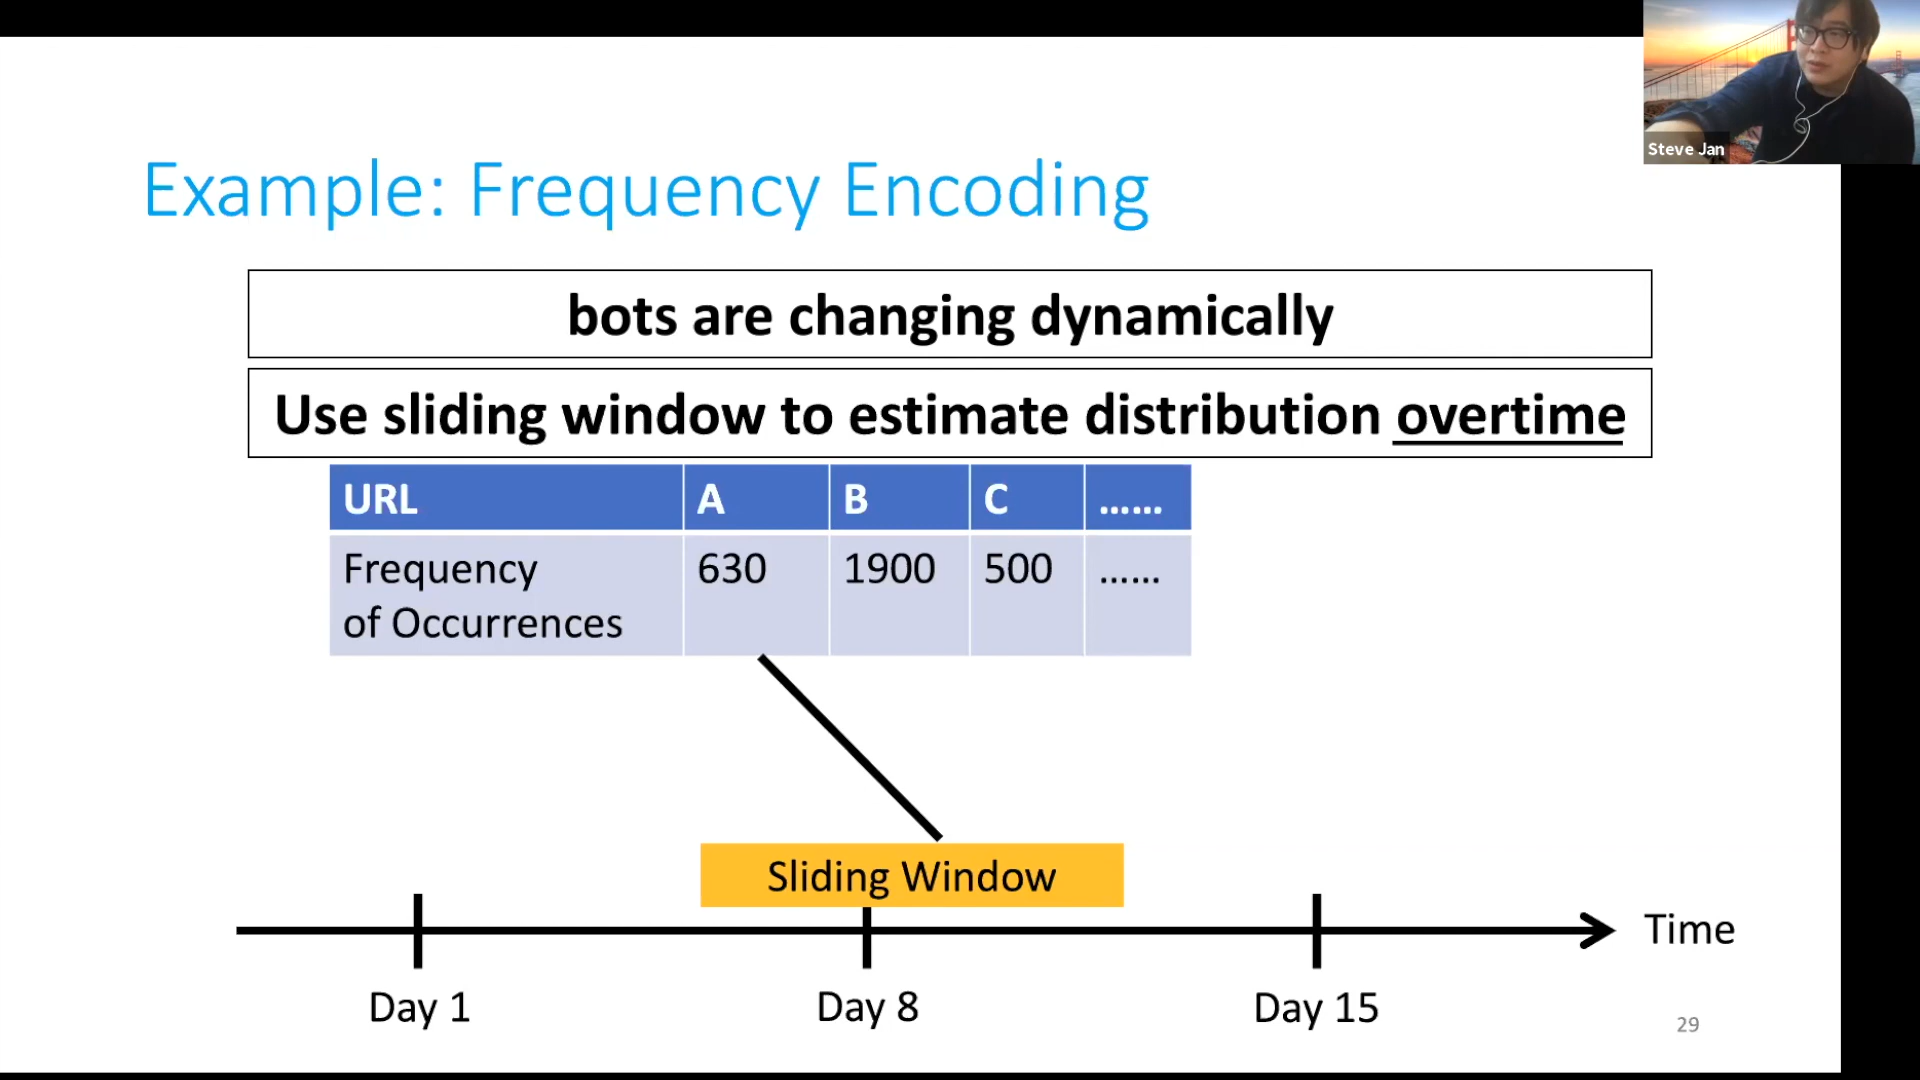 Steve Jan
Example: Frequency Encoding
bots are changing dynamically
Use sliding window to estimate distribution overtime
URL A B C ......
Frequency 630 1900 500 ......
of Occurrences
Sliding Window
Time
Day 1 Day 8 Day 15
29